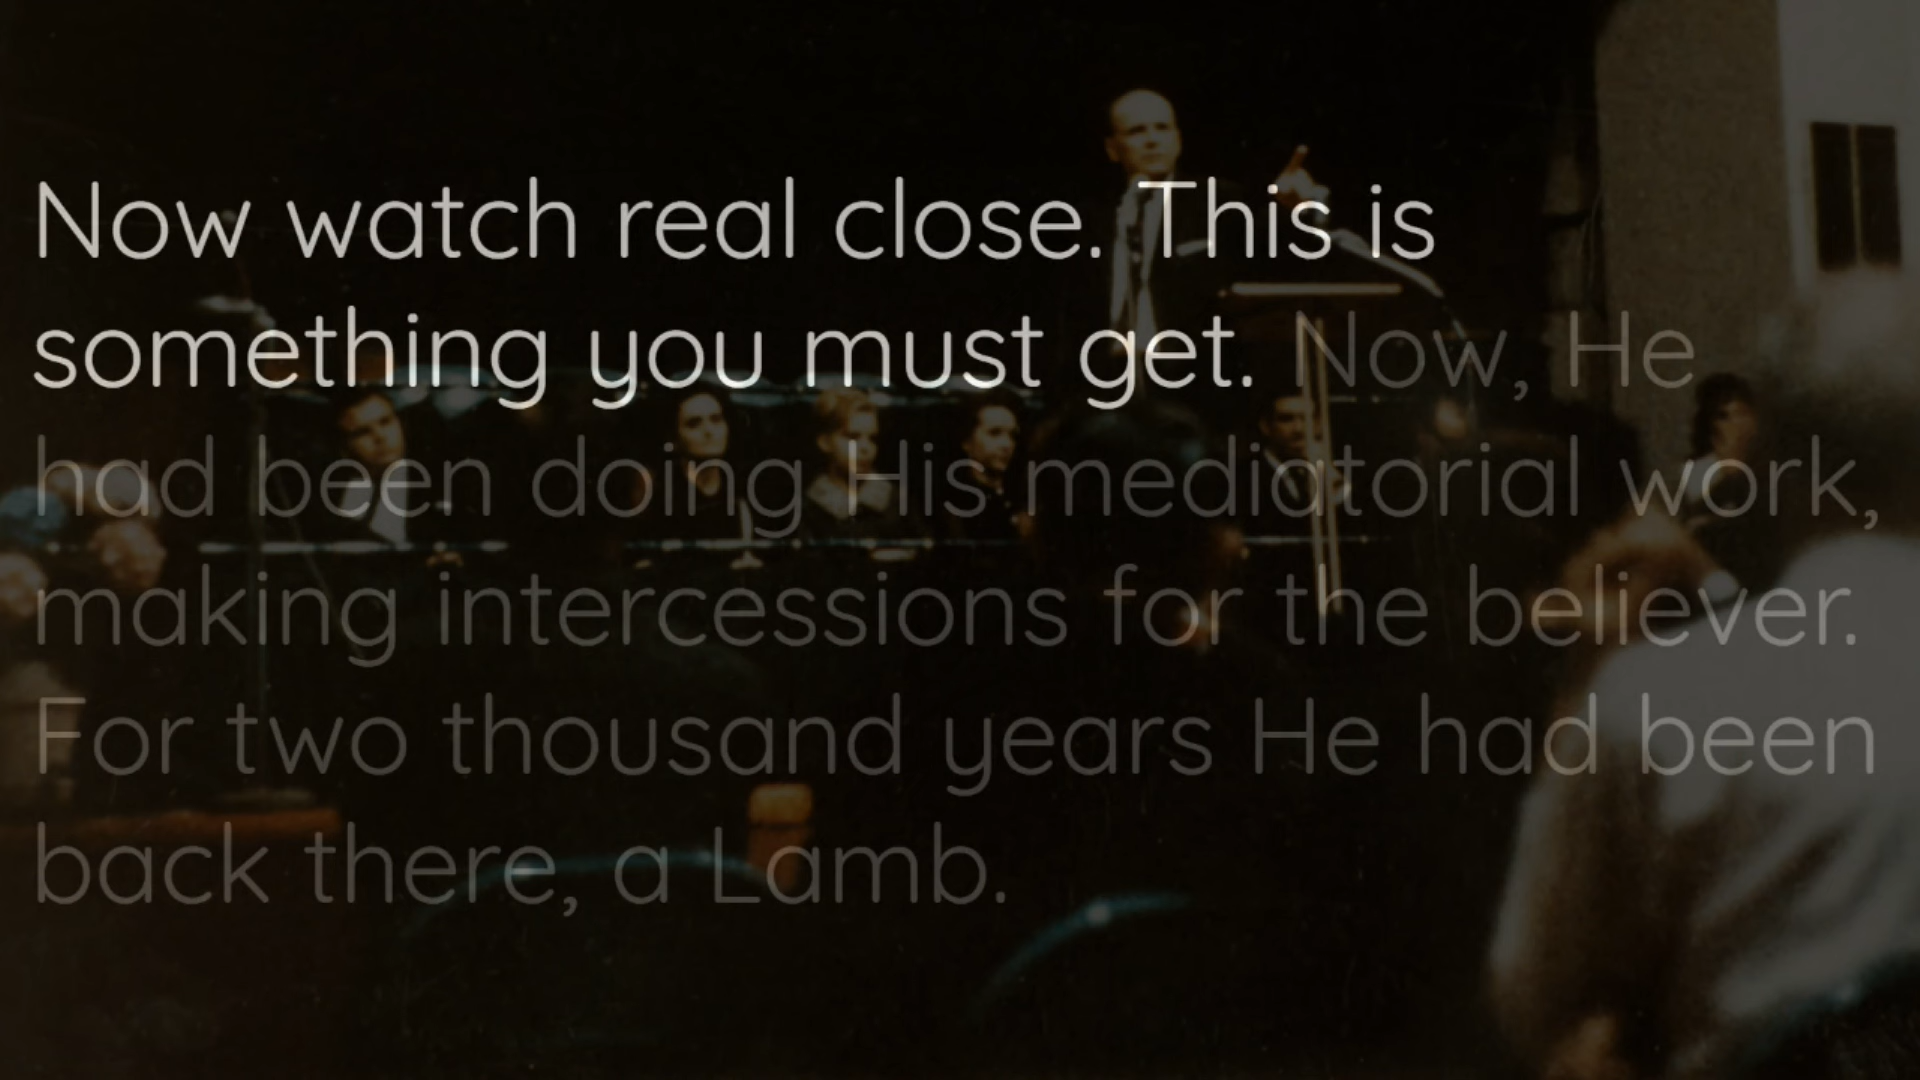 Now watch real close. This is
something you must get. Now, He
had been doing His mediatorial work,
making intercessions for the believer.
For two thousand years He had been
back there, a Lamb.